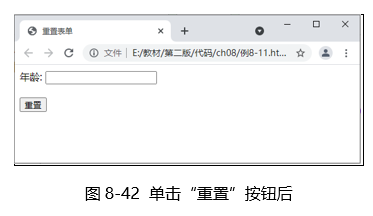 重置表单
文件 | E:/教材/第二版/代码/ch08/例8-11.ht...
年龄:
重置
图 8-42 单击“重置”按钮后